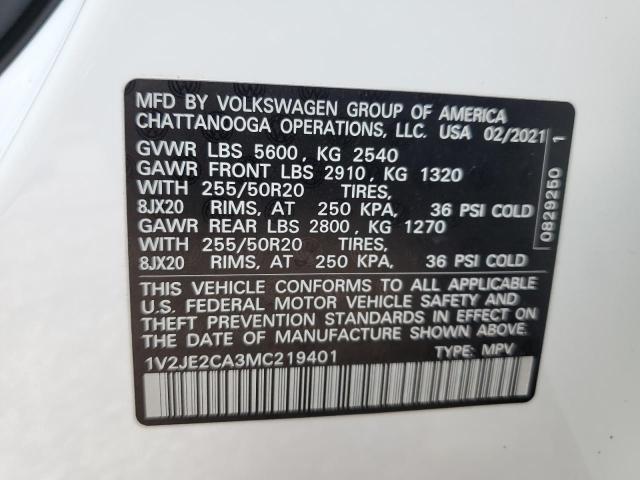 MFD BY VOLKSWAGEN GROUP OF AMERICA
CHATTANOOGA OPERATIONS, LLC. USA 02/2021
GVWR LBS 5600, KG 2540
GAWR FRONT LBS 2910, KG 1320
WITH 255/50R20 TIRES,
8JX20 RIMS, AT 250 KPA, 36 PSI COLD
GAWR REAR LBS 2800, KG 1270
WITH 255/50R20 TIRES,
8JX20 RIMS, AT 250 KPA, 36 PSI COLD
THIS VEHICLE CONFORMS TO ALL APPLICABLE
U.S. FEDERAL MOTOR VEHICLE SAFETY AND
THEFT PREVENTION STANDARDS IN EFFECT ON
THE DATE OF MANUFACTURE SHOWN ABOVE.
1V2JE2CA3MC219401 TYPE: MPV
0829250 1